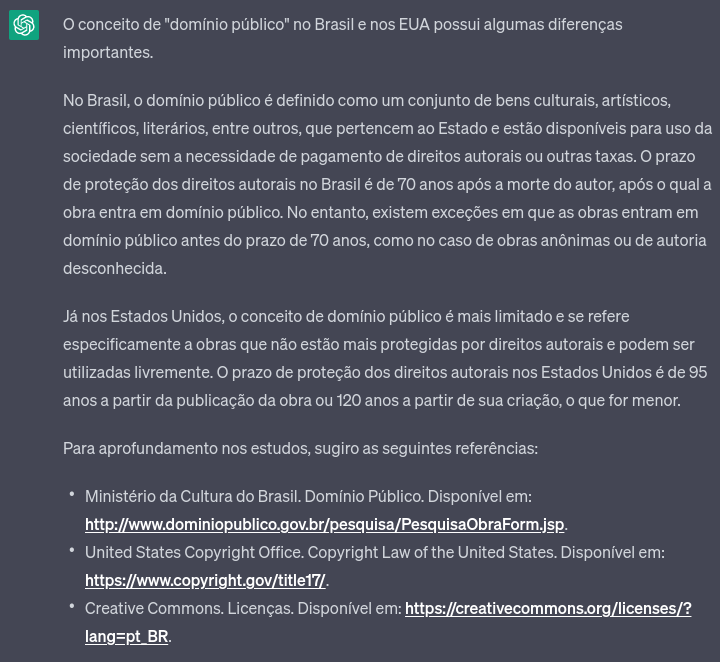 O conceito de "domínio público" no Brasil e nos EUA possui algumas diferenças
importantes.
No Brasil, o domínio público é definido como um conjunto de bens culturais, artísticos,
científicos, literários, entre outros, que pertencem ao Estado e estão disponíveis para uso da
sociedade sem a necessidade de pagamento de direitos autorais ou outras taxas. O prazo
de proteção dos direitos autorais no Brasil é de 70 anos após a morte do autor, após o qual a
obra entra em domínio público. No entanto, existem exceções em que as obras entram em
domínio público antes do prazo de 70 anos, como no caso de obras anônimas ou de autoria
desconhecida.
Já nos Estados Unidos, o conceito de domínio público é mais limitado e se refere
especificamente a obras que não estão mais protegidas por direitos autorais e podem ser
utilizadas livremente. O prazo de proteção dos direitos autorais nos Estados Unidos é de 95
anos a partir da publicação da obra ou 120 anos a partir de sua criação, o que for menor.
Para aprofundamento nos estudos, sugiro as seguintes referências:
• Ministério da Cultura do Brasil. Domínio Público. Disponível em:
http://www.dominiopublico.gov.br/pesquisa/PesquisaObraForm.jsp.
• United States Copyright Office. Copyright Law of the United States. Disponível em:
https://www.copyright.gov/title17/.
• Creative Commons. Licenças. Disponível em: https://creativecommons.org/licenses/?
lang=pt_BR.